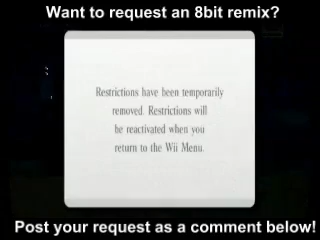 Want to request an 8bit remix?
Restrictions have been temporarily
removed. Restrictions will
be reactivated when you
return to the Wii Menu.
Post your request as a comment below!